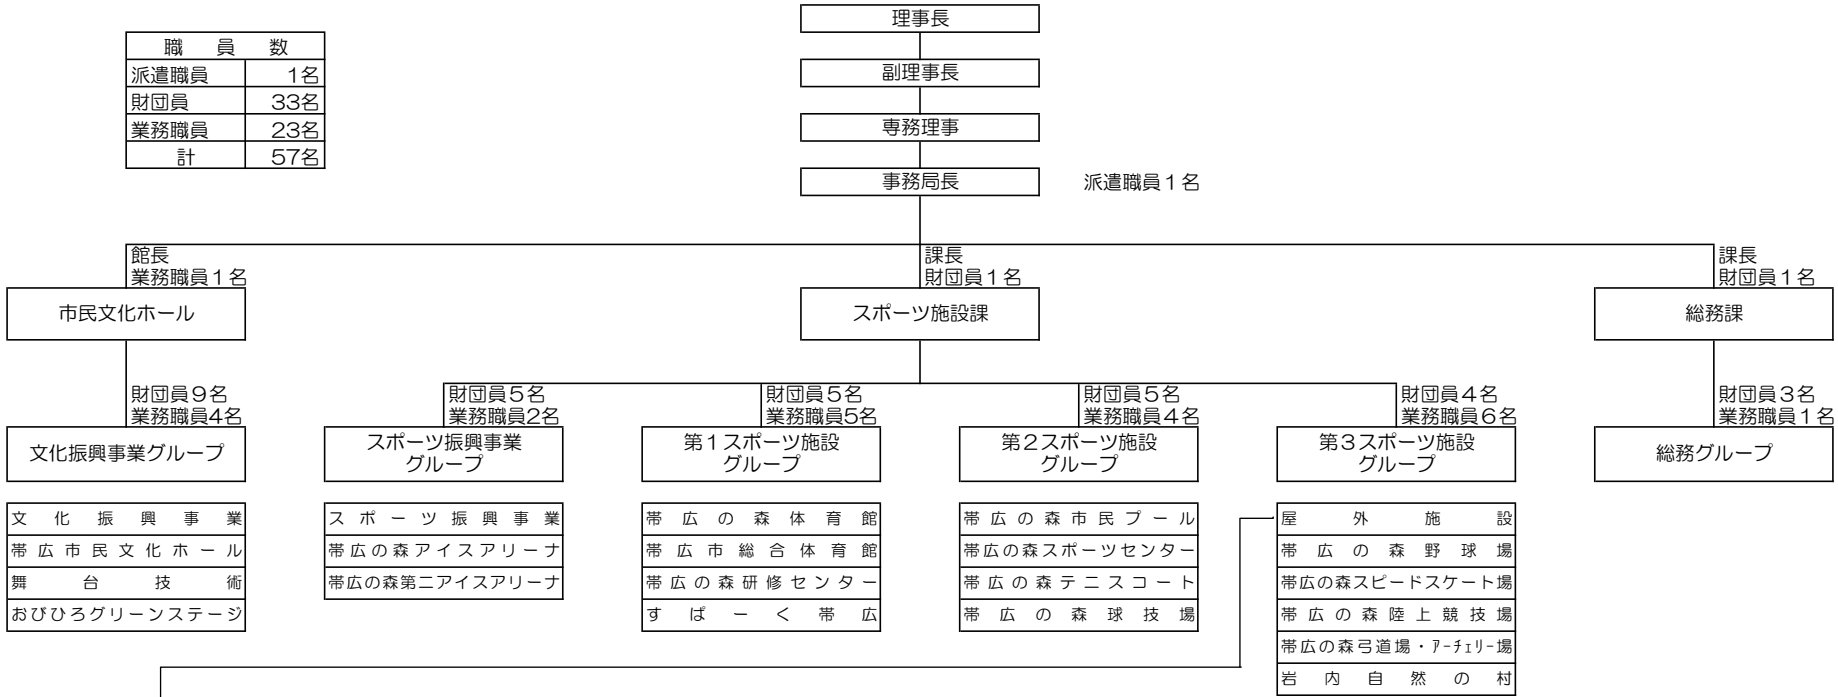 理事長
職員数
派遣職員 1名
財団員 33名
業務職員 23名
計 57名
副理事長
専務理事
事務局長
派遣職員1名
館長
業務職員1名
市民文化ホール
課長
財団員1名
スポーツ施設課
課長
財団員1名
総務課
財団員9名
業務職員4名
文化振興事業グループ
財団員5名
業務職員2名
スポーツ振興事業
グループ
財団員5名
業務職員5名
第1スポーツ施設
グループ
財団員5名
業務職員4名
第2スポーツ施設
グループ
財団員4名
業務職員6名
第3スポーツ施設
グループ
財団員3名
業務職員1名
総務グループ
文化振興事業
帯広市民文化ホール
舞台技術
おびひろグリーンステージ
スポーツ振興事業
帯広の森アイスアリーナ
帯広の森第二アイスアリーナ
帯広の森体育館
帯広市総合体育館
帯広の森研修センター
すぱーく帯広
帯広の森市民プール
帯広の森スポーツセンター
帯広の森テニスコート
帯広の森球技場
屋外施設
帯広の森野球場
帯広の森スピードスケート場
帯広の森陸上競技場
帯広の森弓道場・ｱｰﾁｪﾘｰ場
岩内自然の村